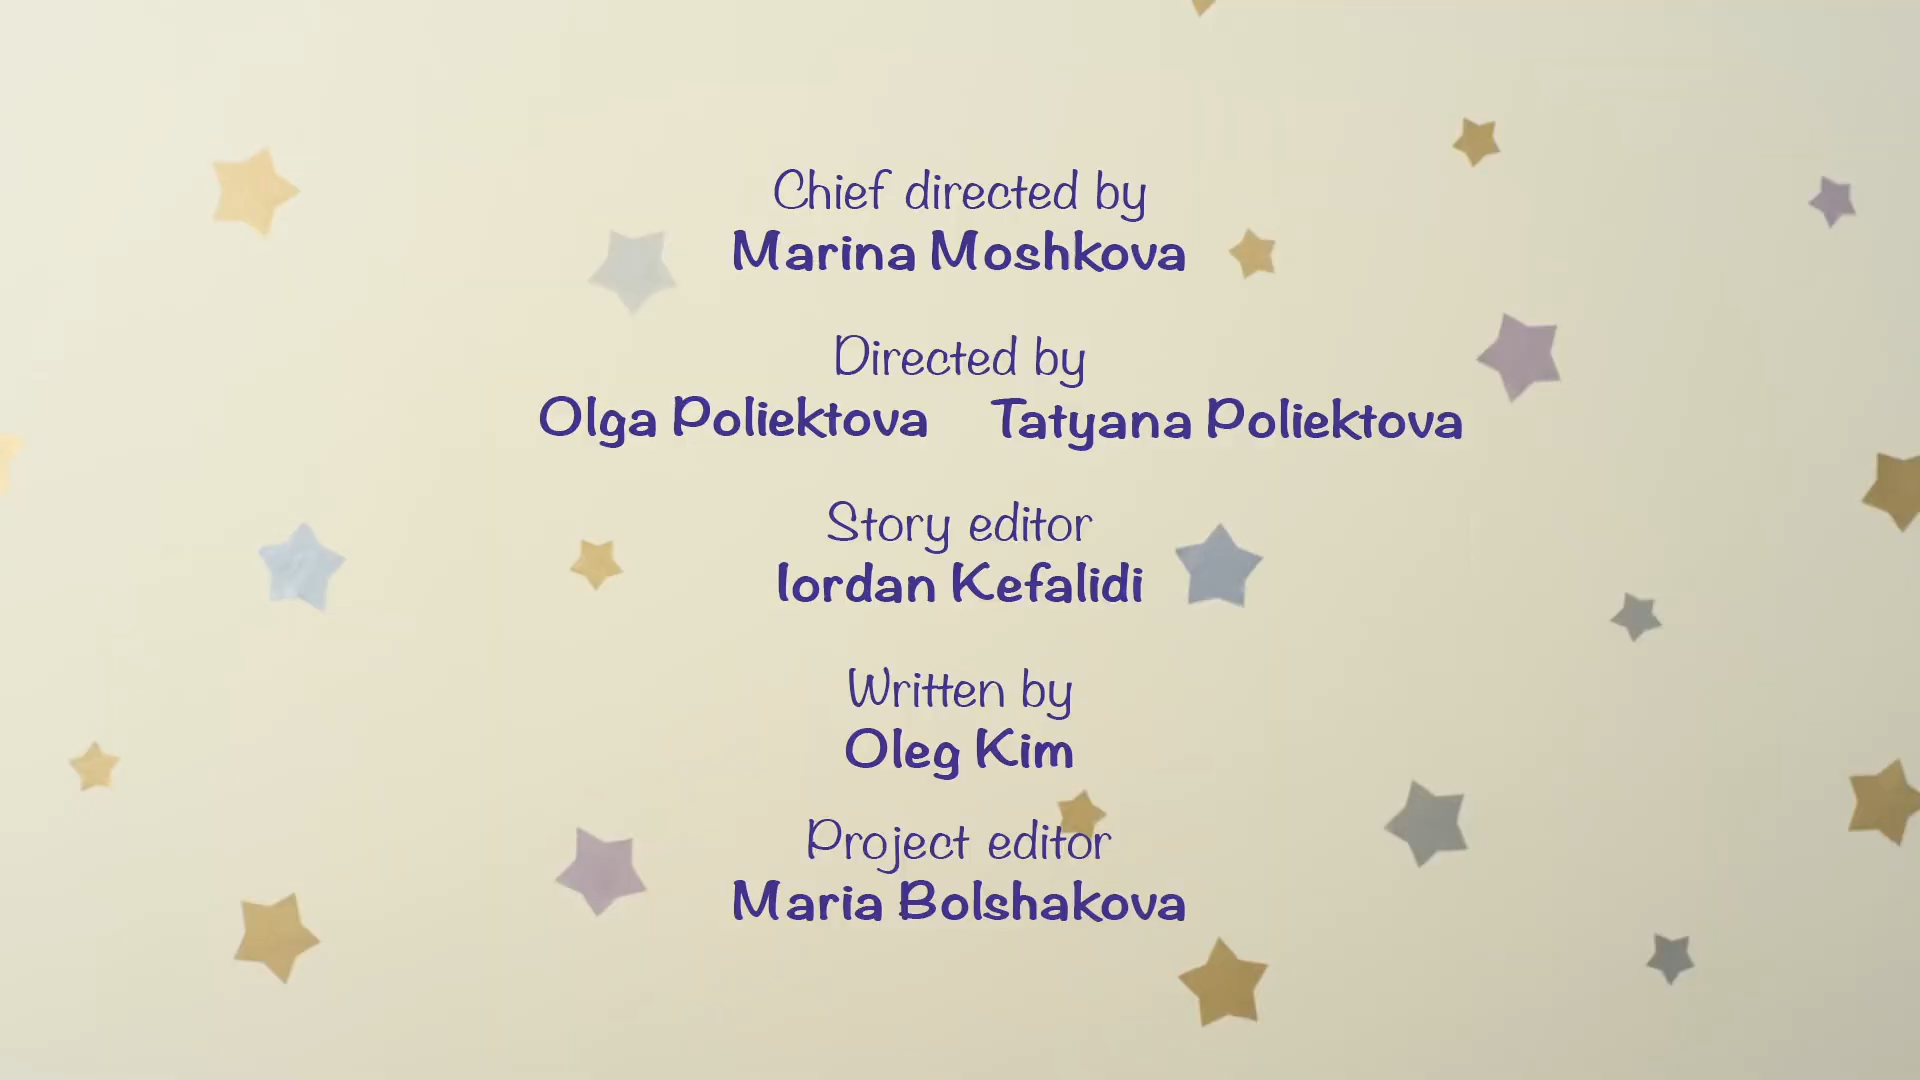 Chief directed by
Marina Moshkova
Directed by
Olga Poliektova Tatyana Poliektova
Story editor
Iordan Kefalidi
Written by
Oleg Kim
Project editor
Maria Bolshakova